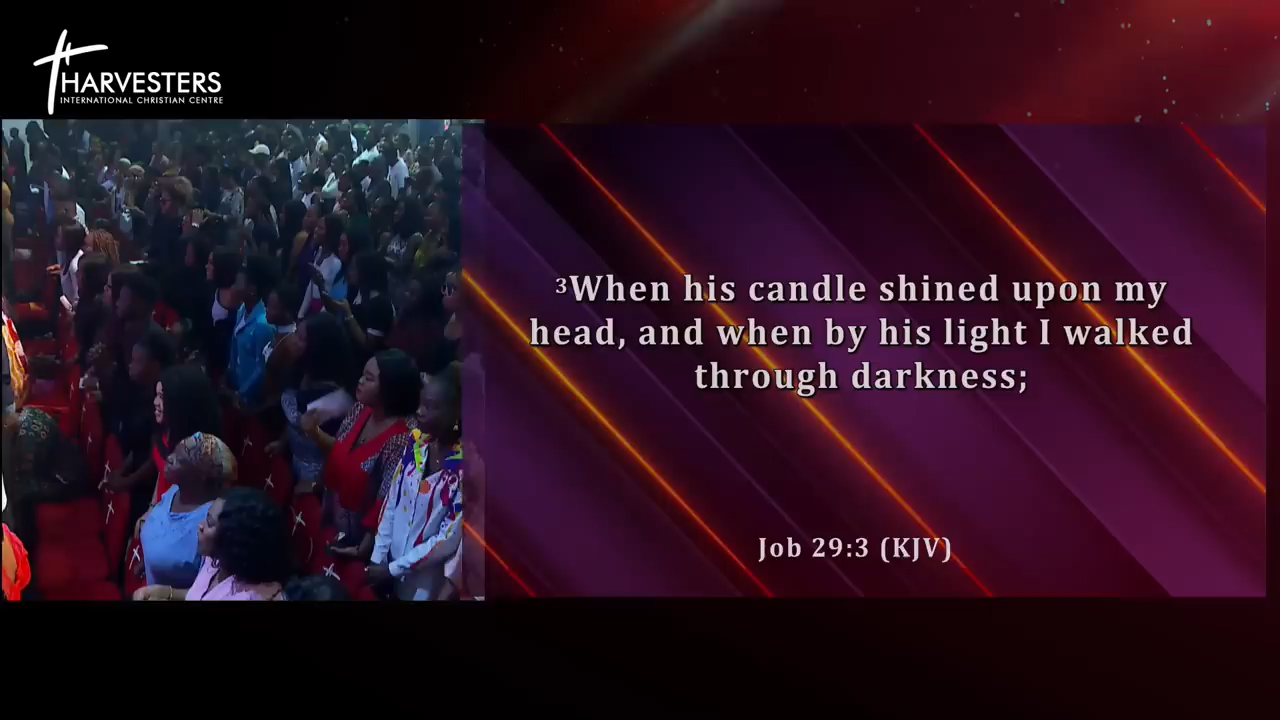 HARVESTERS
INTERNATIONAL CHRISTIAN CENTRE
³When his candle shined upon my
head, and when by his light I walked
through darkness;
Job 29:3 (KJV)